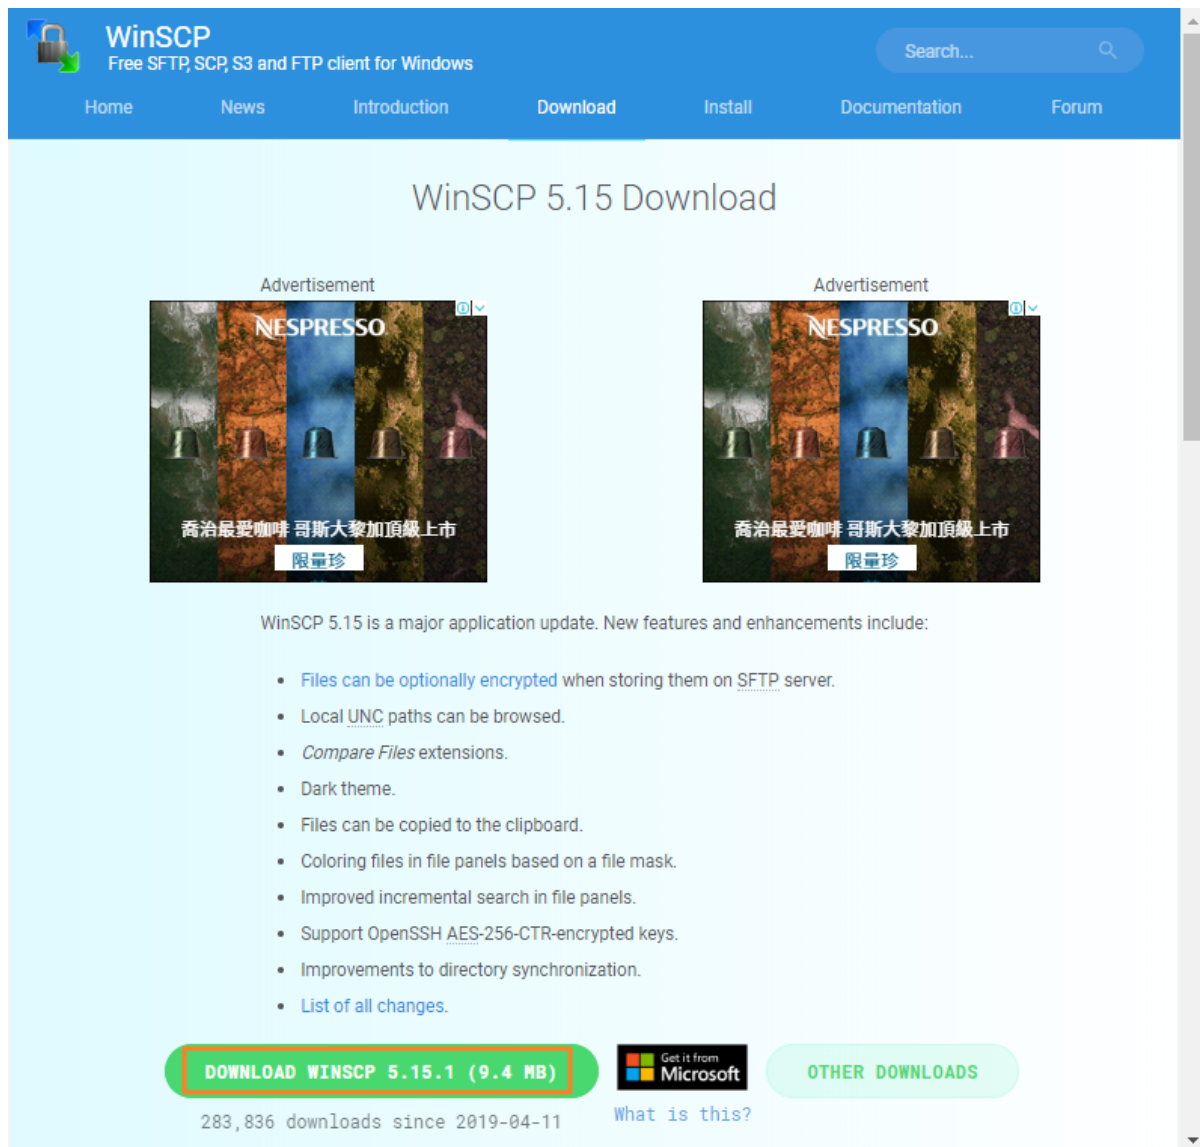 WinSCP
Free SFTP, SCP, S3 and FTP client for Windows
Search...
Home News Introduction Download Install Documentation Forum
WinSCP 5.15 Download
Advertisement Advertisement
NESPRESSO NESPRESSO
喬治最愛咖啡 哥斯大黎加頂級上市 喬治最愛咖啡 哥斯大黎加頂級上市
限量珍 限量珍
WinSCP 5.15 is a major application update. New features and enhancements include:
• Files can be optionally encrypted when storing them on SFTP server.
• Local UNC paths can be browsed.
• Compare Files extensions.
• Dark theme.
• Files can be copied to the clipboard.
• Coloring files in file panels based on a file mask.
• Improved incremental search in file panels.
• Support OpenSSH AES-256-CTR-encrypted keys.
• Improvements to directory synchronization.
• List of all changes.
DOWNLOAD WINSCP 5.15.1 (9.4 MB)
Get it from
Microsoft
OTHER DOWNLOADS
283,836 downloads since 2019-04-11
What is this?